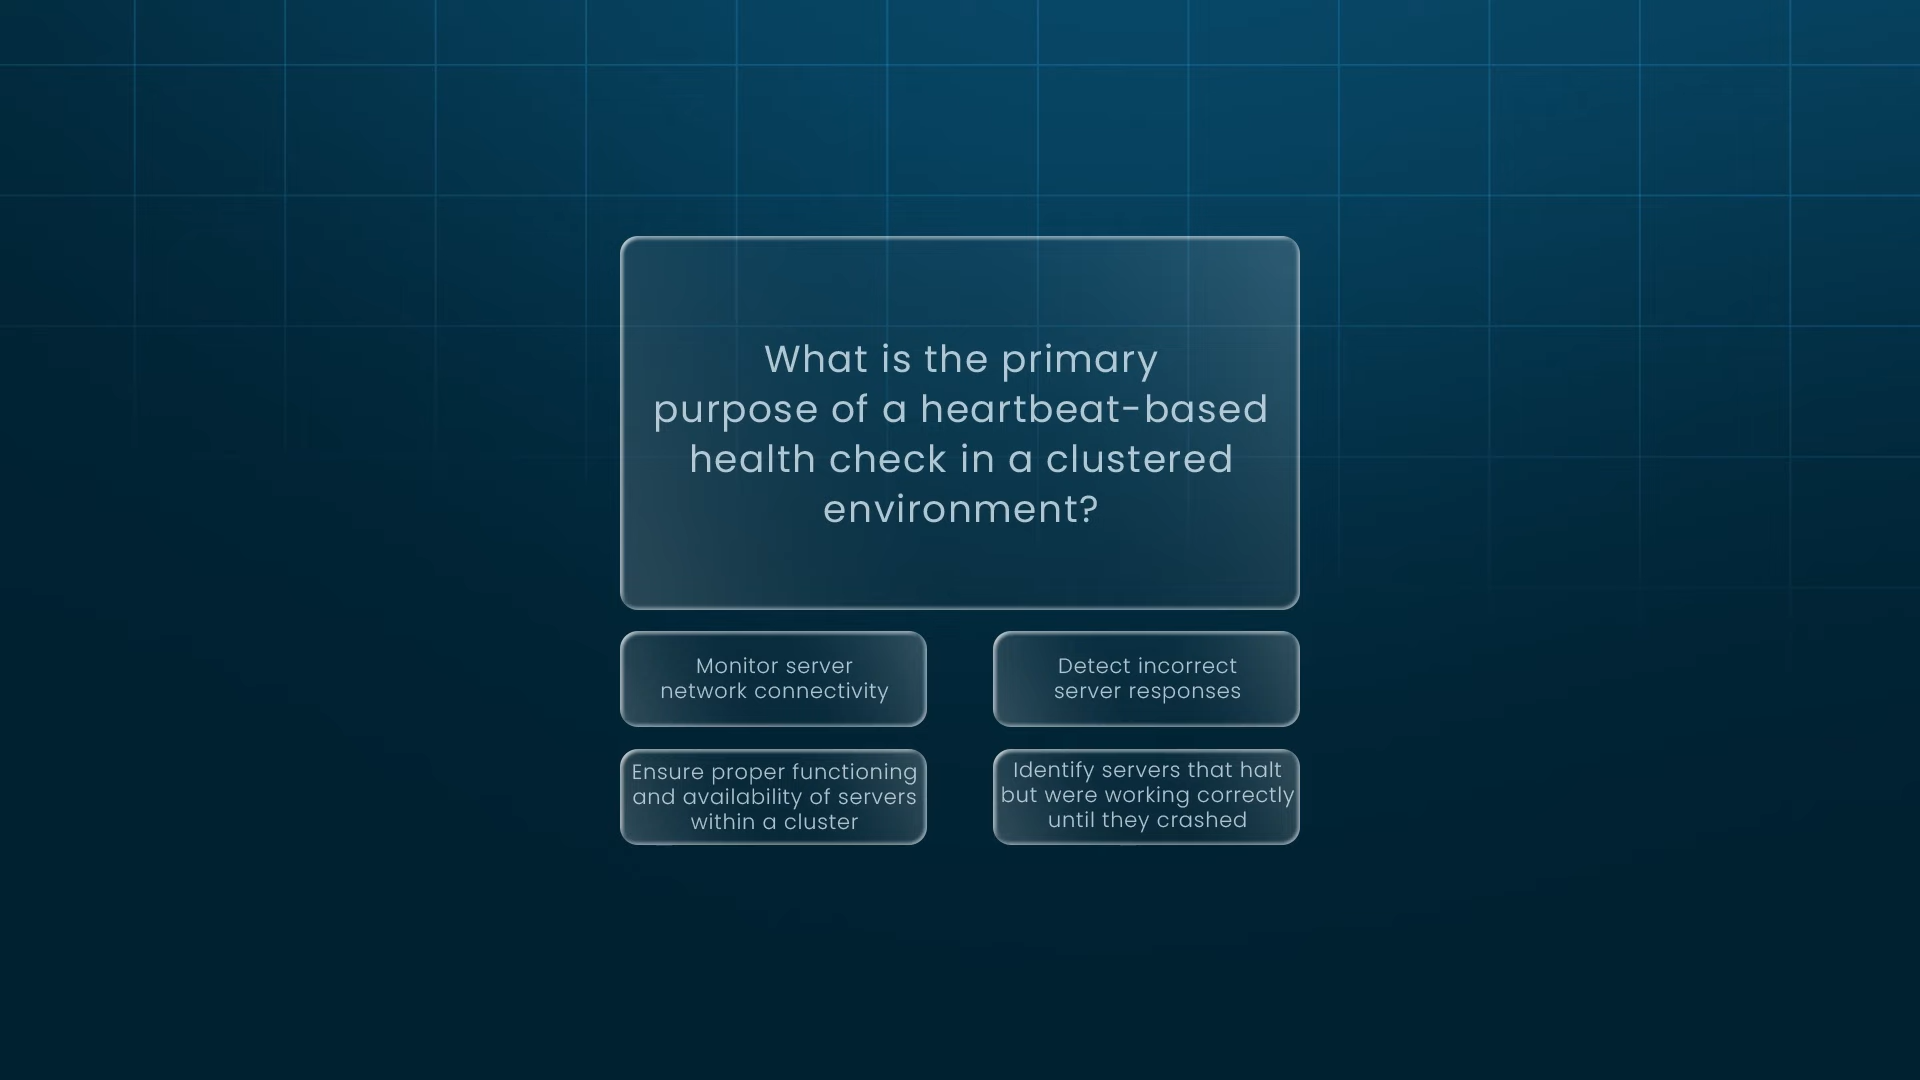 What is the primary
purpose of a heartbeat-based
health check in a clustered
environment?
Monitor server
network connectivity
Detect incorrect
server responses
Ensure proper functioning
and availability of servers
within a cluster
Identify servers that halt
but were working correctly
until they crashed